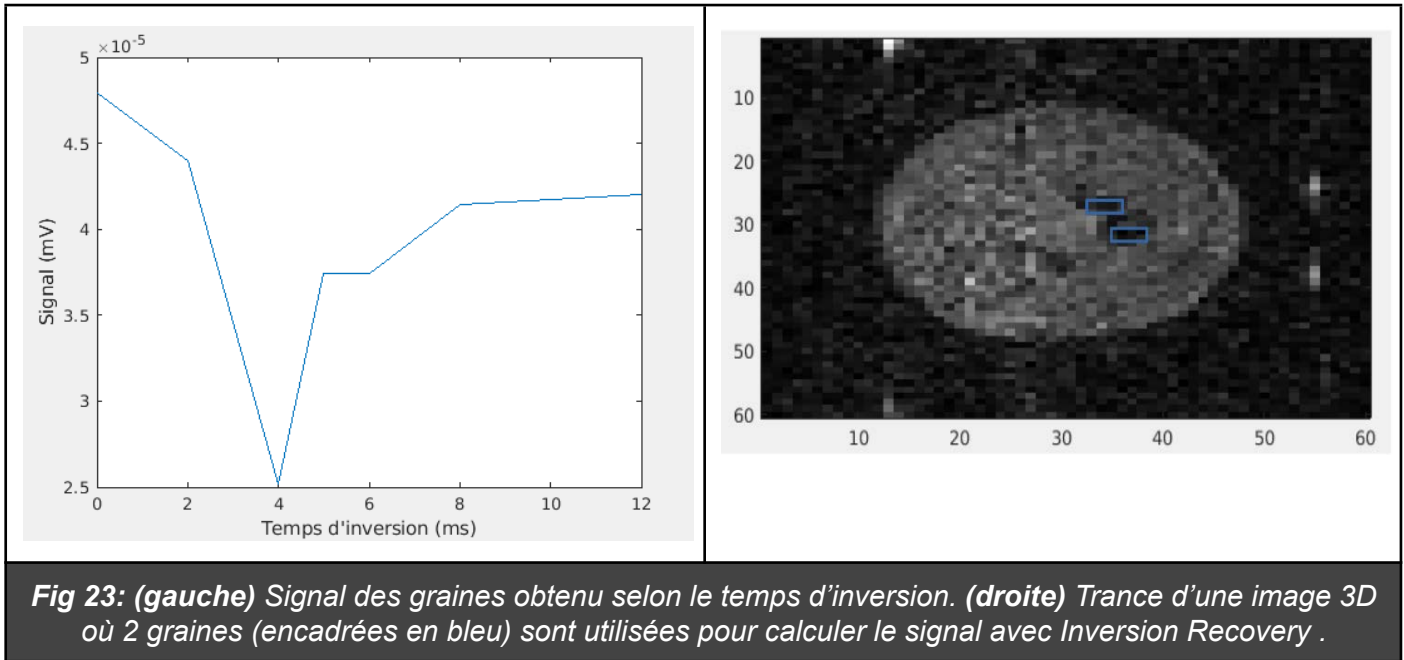 ×10⁻⁵
5
4.5
4
3.5
3
2.5
Signal (mV)
0 2 4 6 8 10 12
Temps d'inversion (ms)
10
20
30
40
50
60
10 20 30 40 50 60
Fig 23: (gauche) Signal des graines obtenu selon le temps d'inversion. (droite) Trance d'une image 3D
où 2 graines (encadrées en bleu) sont utilisées pour calculer le signal avec Inversion Recovery .